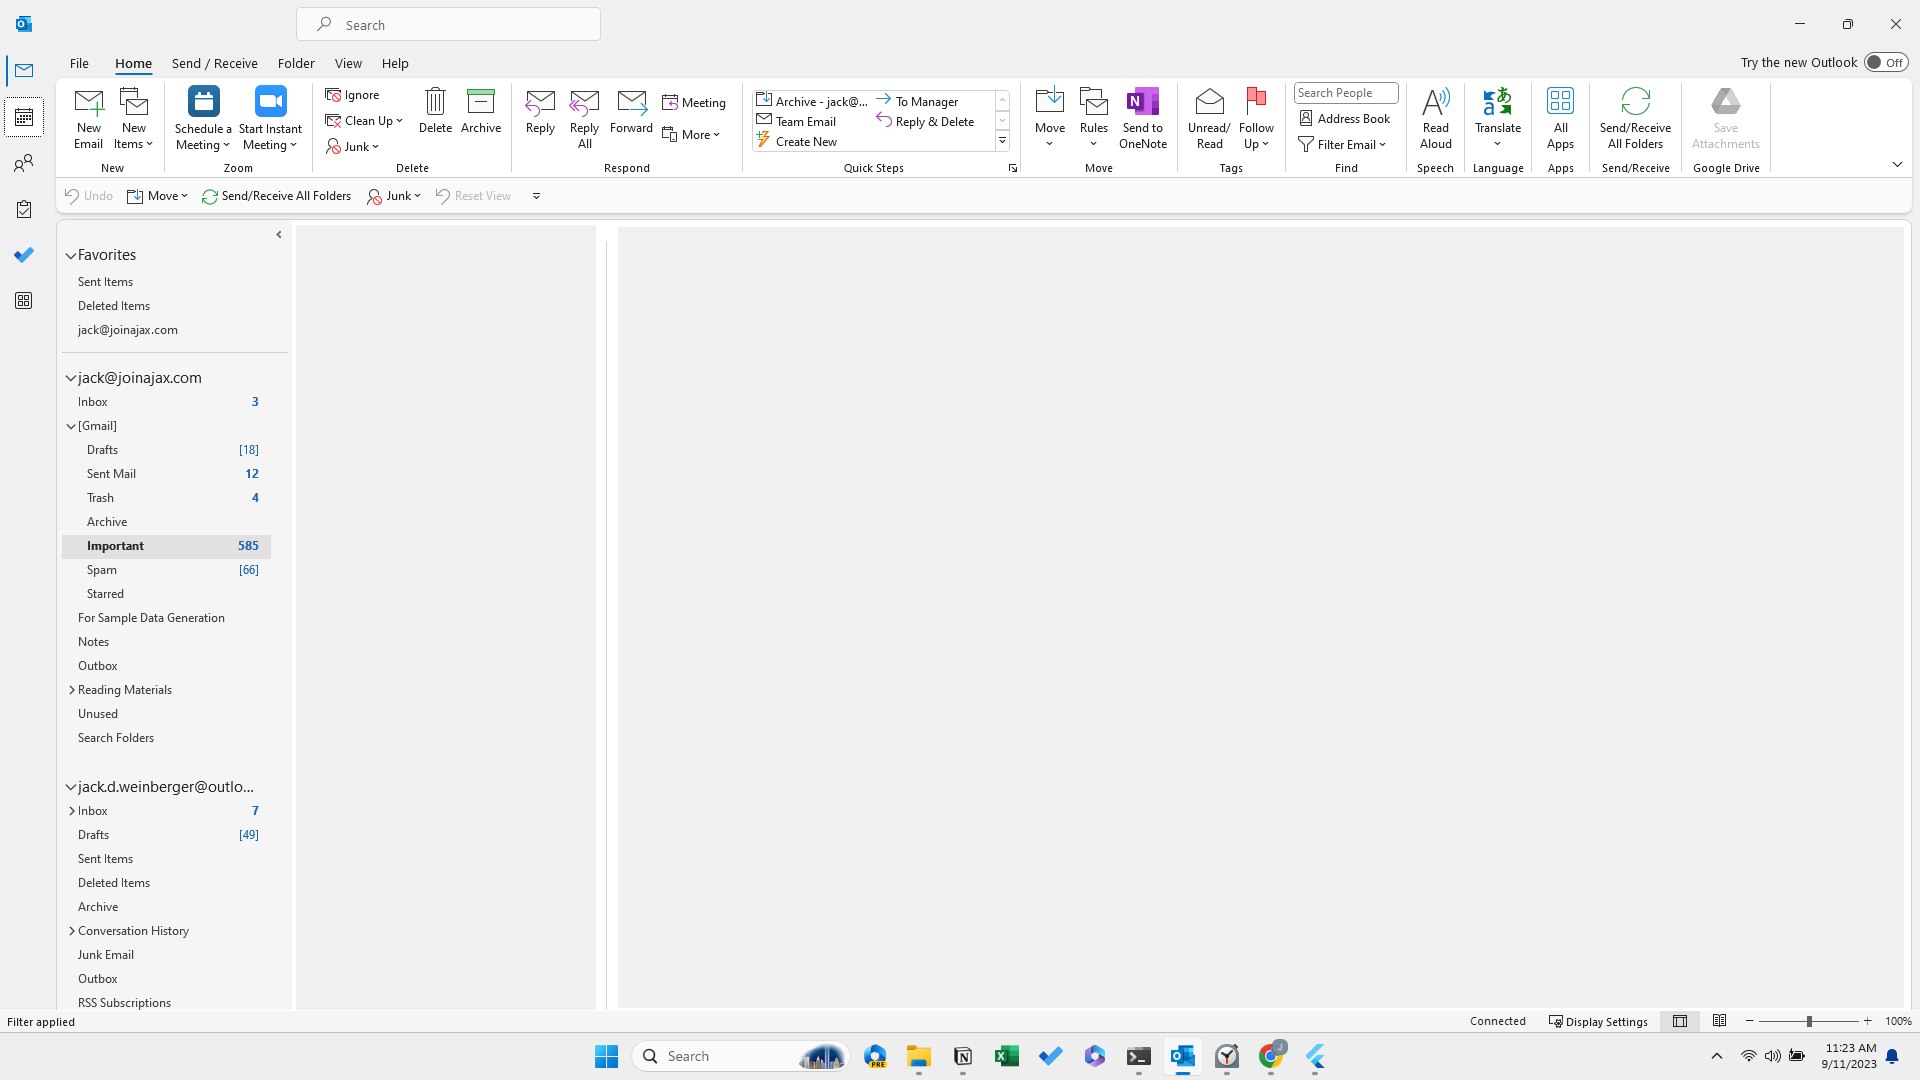 Search
File Home Send / Receive Folder View Help
Try the new Outlook Off
New Email
New Items
New
Schedule a Meeting
Start Instant Meeting
Zoom
Ignore
Clean Up
Junk
Delete
Archive
Delete
Reply
Reply All
Forward
Meeting
More
Respond
Archive - jack@...
To Manager
Team Email
Reply & Delete
Create New
Quick Steps
Move
Rules
Send to OneNote
Move
Unread/ Read
Follow Up
Tags
Search People
Address Book
Filter Email
Find
Read Aloud
Speech
Translate
Language
All Apps
Apps
Send/Receive All Folders
Send/Receive
Save Attachments
Google Drive
Undo Move Send/Receive All Folders Junk Reset View
Favorites
Sent Items
Deleted Items
jack@joinajax.com
jack@joinajax.com
Inbox 3
[Gmail]
Drafts [18]
Sent Mail 12
Trash 4
Archive
Important 585
Spam [66]
Starred
For Sample Data Generation
Notes
Outbox
Reading Materials
Unused
Search Folders
jack.d.weinberger@outlo...
Inbox 7
Drafts [49]
Sent Items
Deleted Items
Archive
Conversation History
Junk Email
Outbox
RSS Subscriptions
Filter applied
Connected Display Settings 100%
Search
PRE
J
11:23 AM
9/11/2023